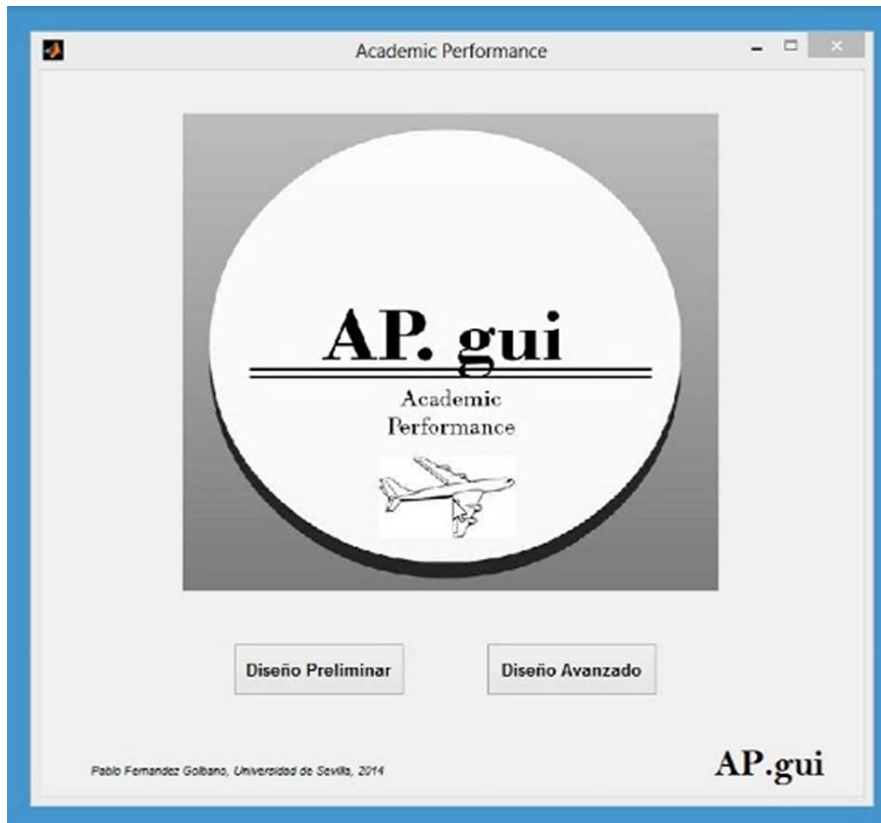 Academic Performance
AP. gui
Academic
Performance
Diseño Preliminar
Diseño Avanzado
Pablo Fernandez Golbano, Universidad de Sevilla, 2014
AP.gui